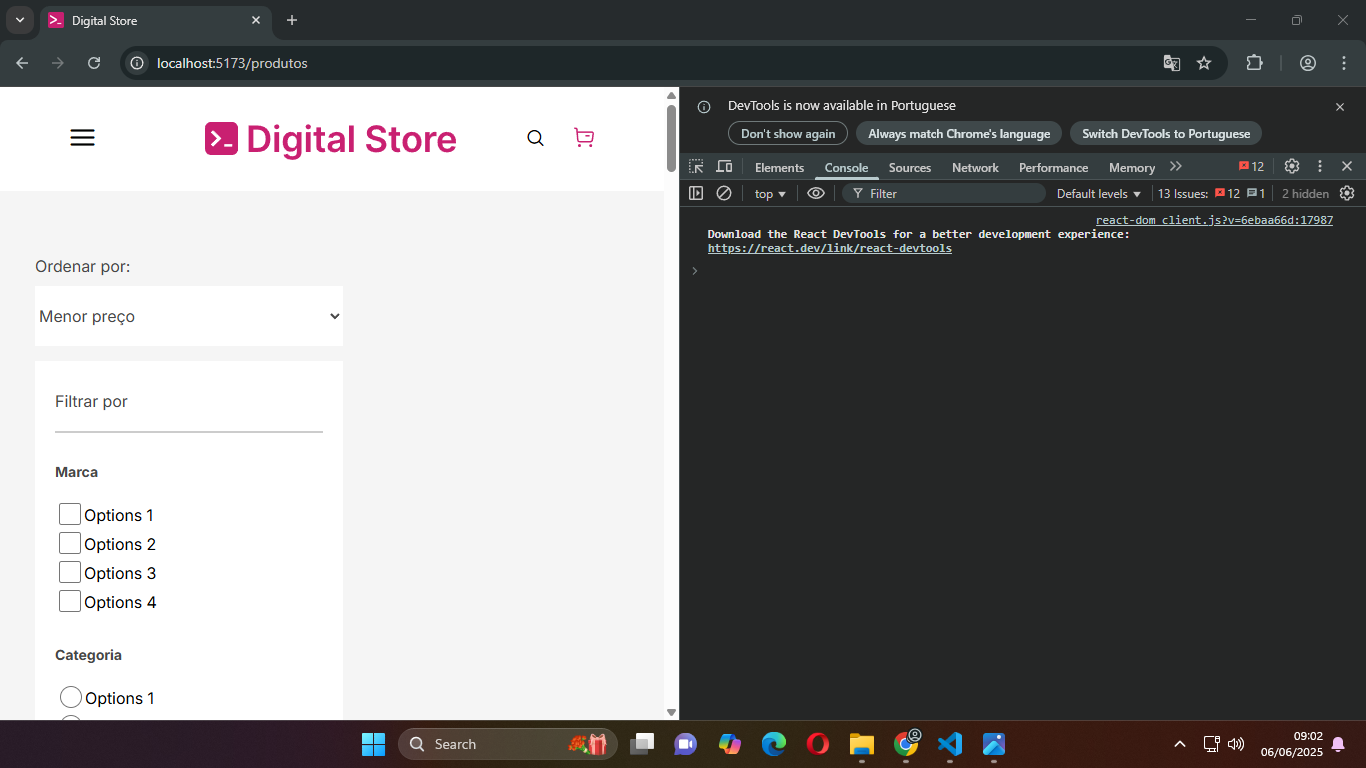 Digital Store
localhost:5173/produtos
Digital Store
Ordenar por:
Menor preço
Filtrar por
Marca
Options 1
Options 2
Options 3
Options 4
Categoria
Options 1
DevTools is now available in Portuguese
Don't show again Always match Chrome's language Switch DevTools to Portuguese
Elements Console Sources Network Performance Memory 12
top Filter Default levels 13 Issues: 12 1 2 hidden
react-dom_client.js?v=6ebaa66d:17987
Download the React DevTools for a better development experience:
https://react.dev/link/react-devtools
Search
09:02
06/06/2025